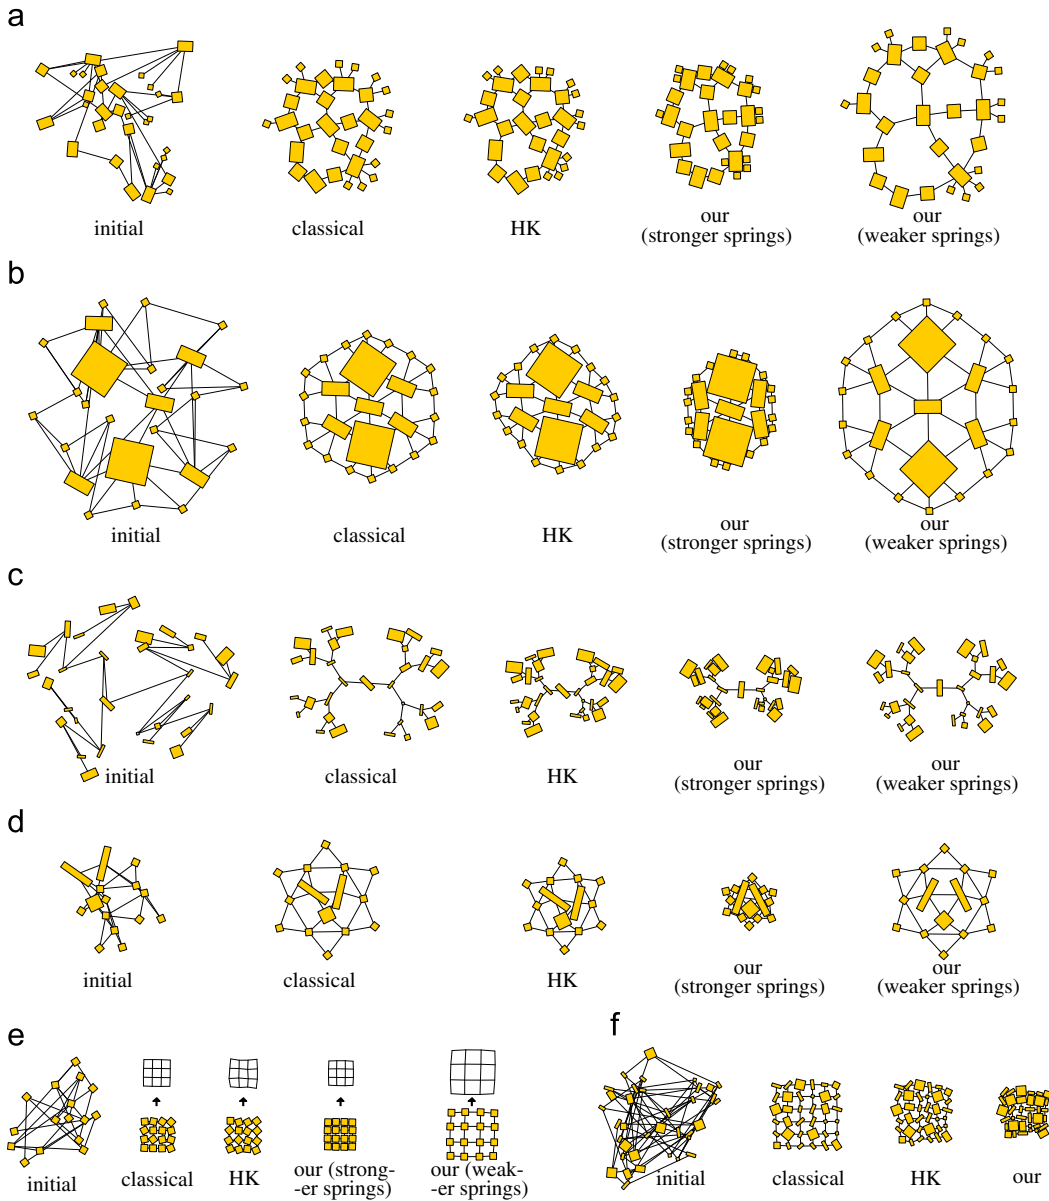 a
initial
classical
HK
our
(stronger springs)
our
(weaker springs)
b
initial
classical
HK
our
(stronger springs)
our
(weaker springs)
c
initial
classical
HK
our
(stronger springs)
our
(weaker springs)
d
initial
classical
HK
our
(stronger springs)
our
(weaker springs)
e
initial
classical
HK
our (strong-
-er springs)
our (weak-
-er springs)
f
initial
classical
HK
our